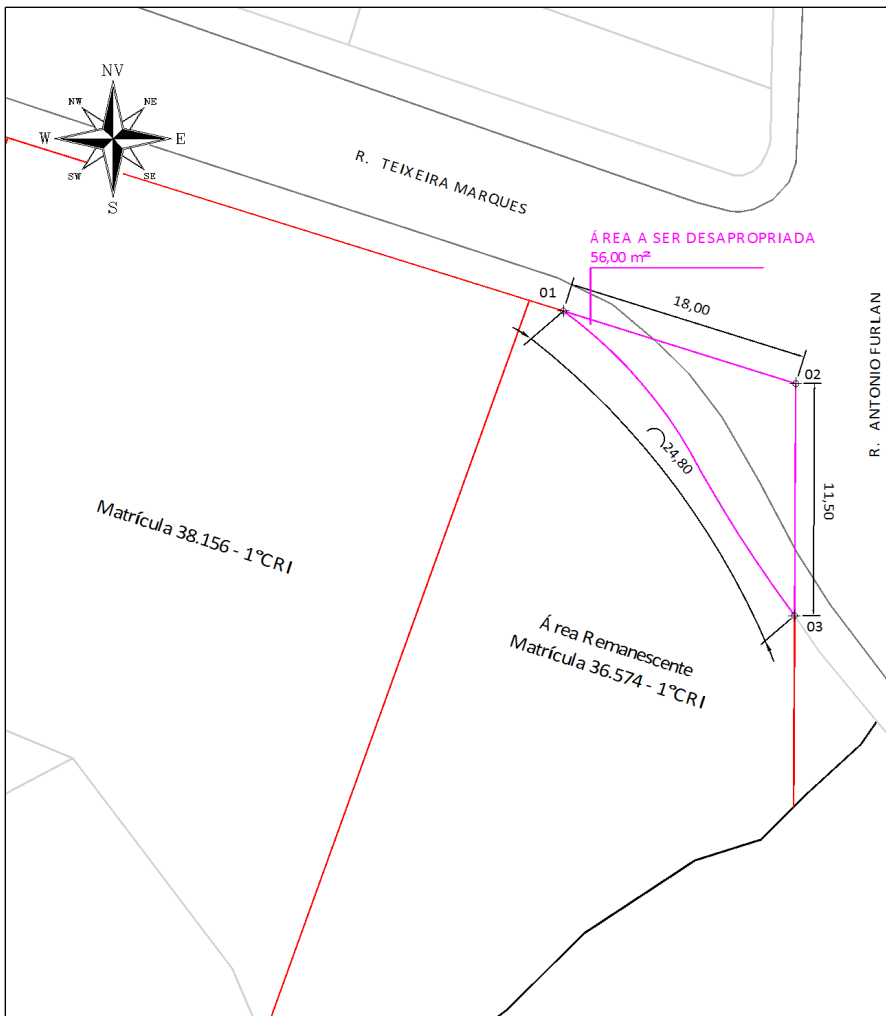 NV
NW
NE
W
E
SW
SE
S
R. TEIXEIRA MARQUES
ÁREA A SER DESAPROPRIADA
56,00 m²
01
18,00
02
R. ANTONIO FURLAN
24,80
11,50
Matrícula 38.156 - 1°CRI
03
Área Remanescente
Matrícula 36.574 - 1°CRI